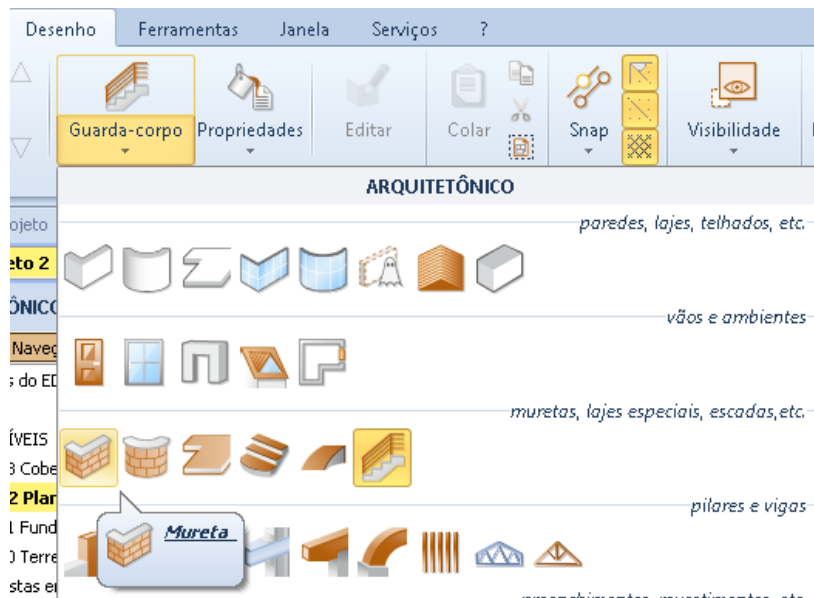 Desenho Ferramentas Janela Serviços ?
Guarda-corpo Propriedades Editar Colar Snap Visibilidade
ARQUITETÔNICO
ojeto
paredes, lajes, telhados, etc.
eto 2
ÔNICO
vãos e ambientes
Naveg
s do ED
muretas, lajes especiais, escadas,etc.
ÍVEIS
3 Cobe
2 Plan
pilares e vigas
1 Fund
Mureta
0 Terre
stas en